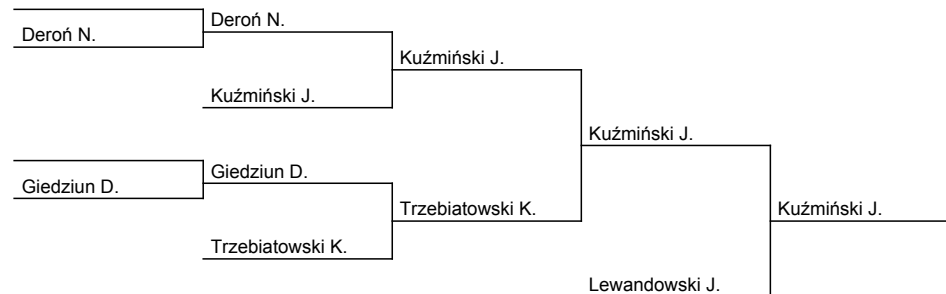 Deroń N.
Deroń N.
Kuźmiński J.
Kuźmiński J.
Kuźmiński J.
Giedziun D.
Giedziun D.
Trzebiatowski K.
Kuźmiński J.
Trzebiatowski K.
Lewandowski J.